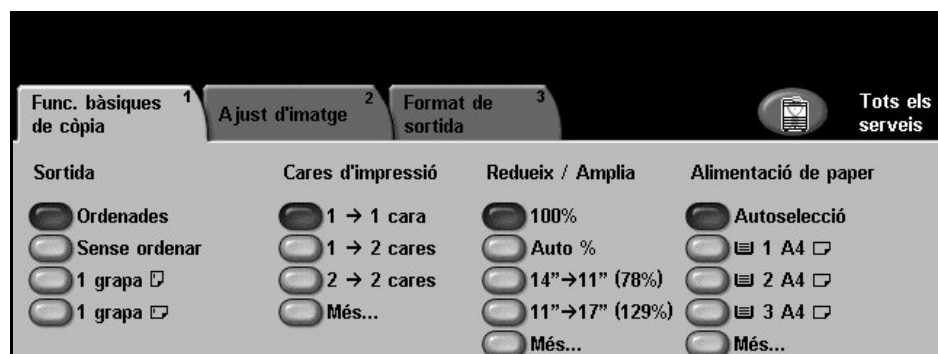 Func. bàsiques 1
de còpia
Ajust d'imatge 2
Format de 3
sortida
Tots els
serveis
Sortida
Ordenades
Sense ordenar
1 grapa
1 grapa
Cares d'impressió
1 → 1 cara
1 → 2 cares
2 → 2 cares
Més...
Redueix / Amplia
100%
Auto %
14”→11” (78%)
11”→17” (129%)
Més...
Alimentació de paper
Autoselecció
1 A4
2 A4
3 A4
Més...